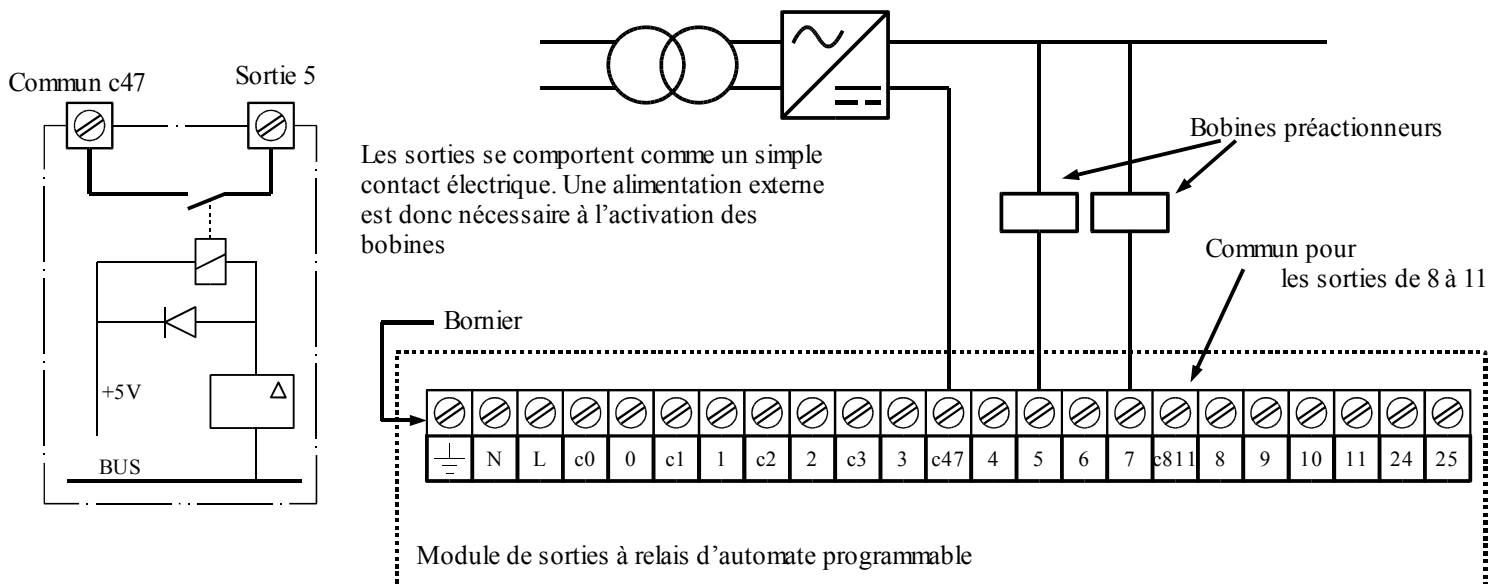 Commun c47
Sortie 5
Les sorties se comportent comme un simple
contact électrique. Une alimentation externe
est donc nécessaire à l’activation des
bobines
Bobines préactionneurs
Commun pour
les sorties de 8 à 11
Bornier
+5V
BUS
N L c0 0 c1 1 c2 2 c3 3 c47 4 5 6 7 c811 8 9 10 11 24 25
Module de sorties à relais d’automate programmable